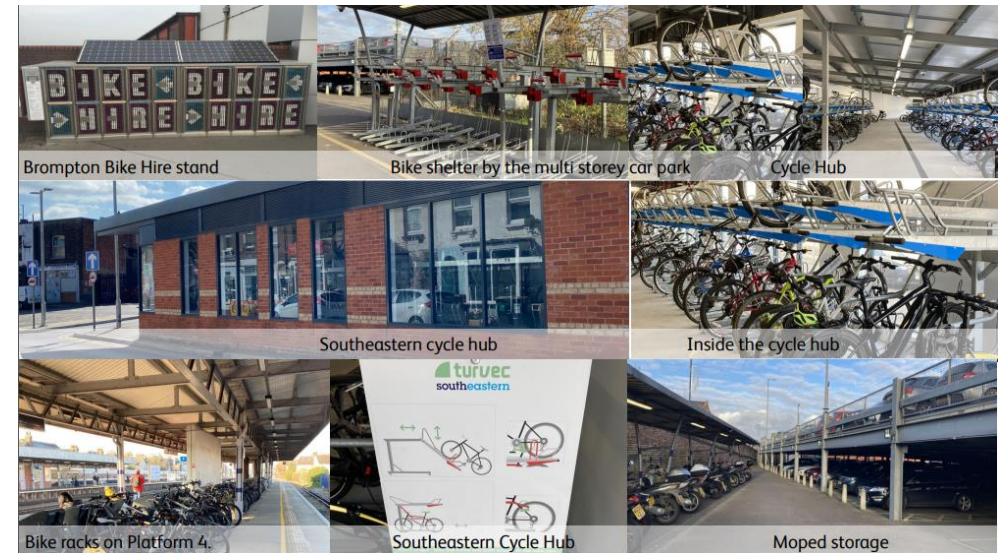 BIKE BIKE
HIRE HIRE
Brompton Bike Hire stand
Bike shelter by the multi storey car park
Cycle Hub
Southeastern cycle hub
Inside the cycle hub
turvec
southeastern
Bike racks on Platform 4.
Southeastern Cycle Hub
Moped storage